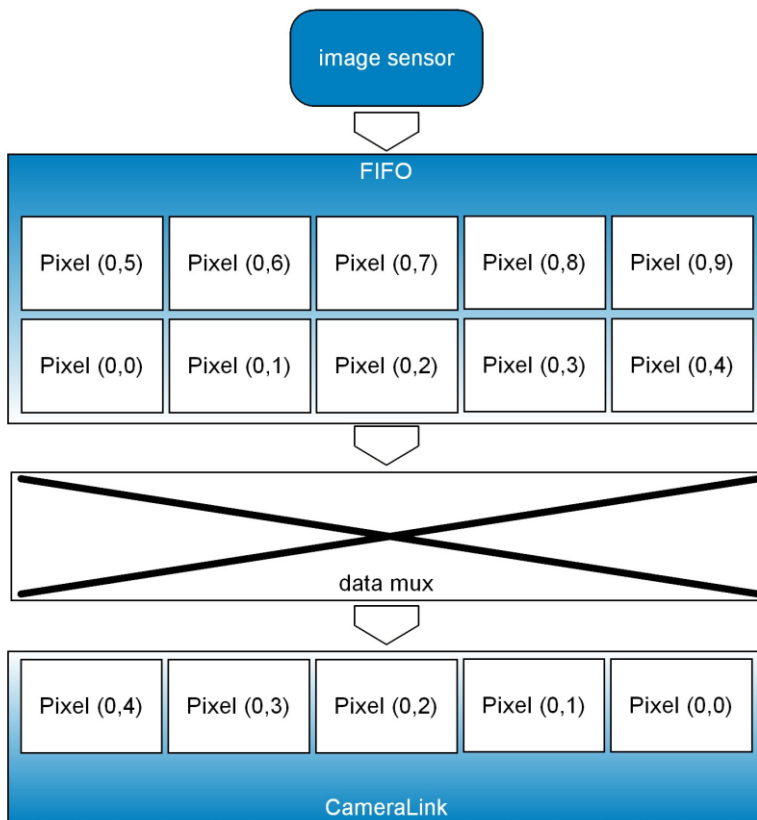 image sensor
FIFO
Pixel (0,5) Pixel (0,6) Pixel (0,7) Pixel (0,8) Pixel (0,9)
Pixel (0,0) Pixel (0,1) Pixel (0,2) Pixel (0,3) Pixel (0,4)
data mux
Pixel (0,4) Pixel (0,3) Pixel (0,2) Pixel (0,1) Pixel (0,0)
CameraLink